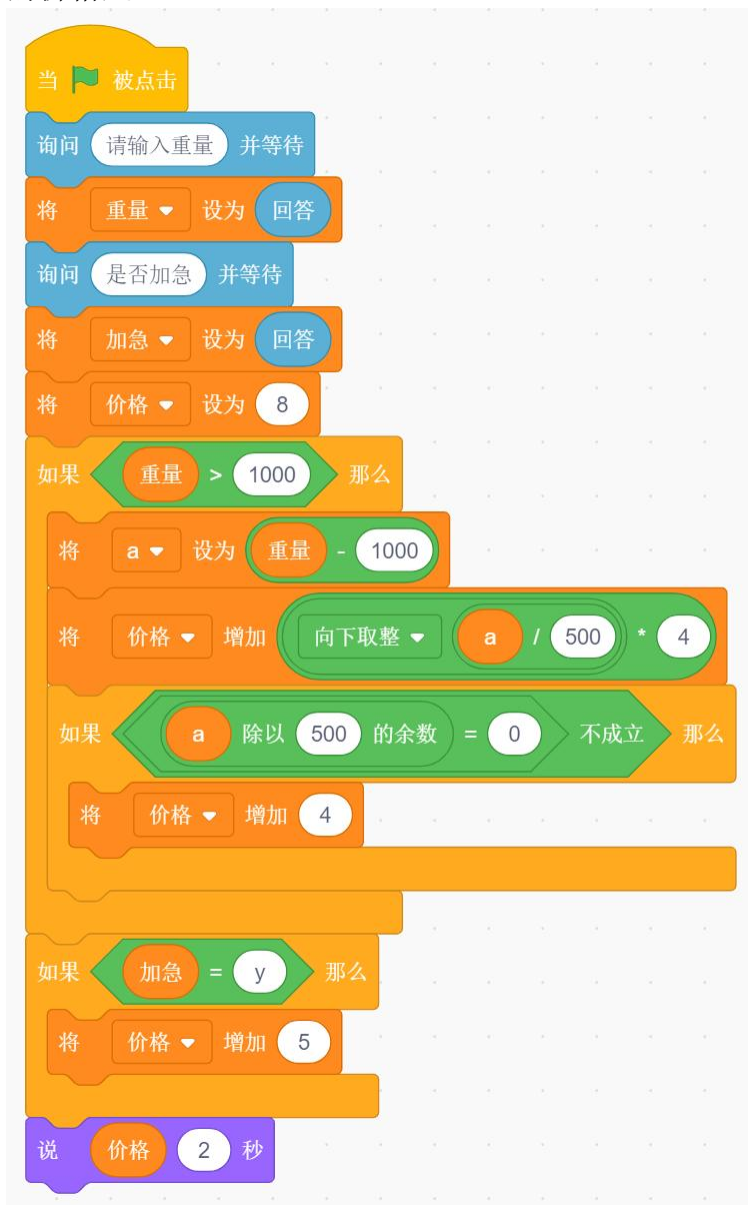 当 被点击
询问 请输入重量 并等待
将 重量 设为 回答
询问 是否加急 并等待
将 加急 设为 回答
将 价格 设为 8
如果 重量 > 1000 那么
将 a 设为 重量 - 1000
将 价格 增加 向下取整 a / 500 * 4
如果 a 除以 500 的余数 = 0 不成立 那么
将 价格 增加 4
如果 加急 = y 那么
将 价格 增加 5
说 价格 2 秒